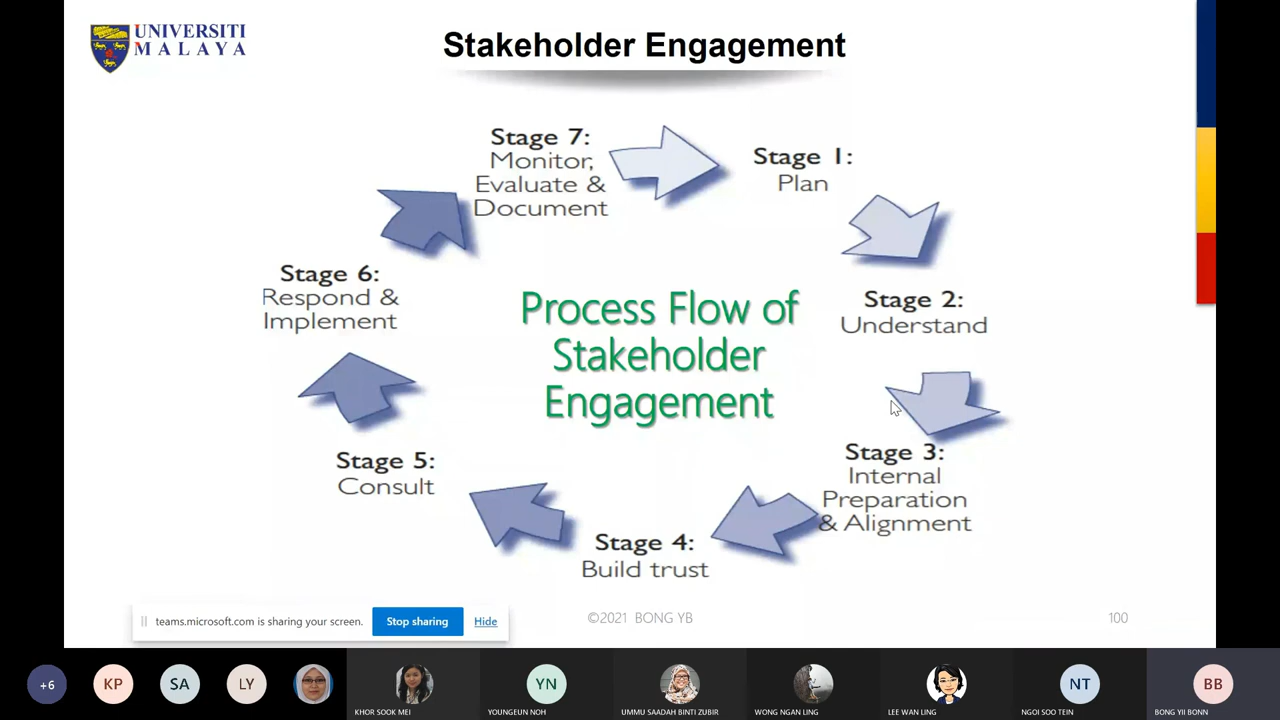 UNIVERSITI
MALAYA
Stakeholder Engagement
Stage 7:
Monitor,
Evaluate &
Document
Stage 1:
Plan
Stage 2:
Understand
Stage 3:
Internal
Preparation
& Alignment
Stage 4:
Build trust
Stage 5:
Consult
Stage 6:
Respond &
Implement
Process Flow of
Stakeholder
Engagement
teams.microsoft.com is sharing your screen.
Stop sharing
Hide
©2021 BONG YB
100
+6
KP
SA
LY
KHOR SOOK MEI
YN
YOUNGEUN NOH
UMMU SAADAH BINTI ZUBIR
WONG NGAN LING
LEE WAN LING
NT
NGOI SOO TEIN
BB
BONG YII BONN